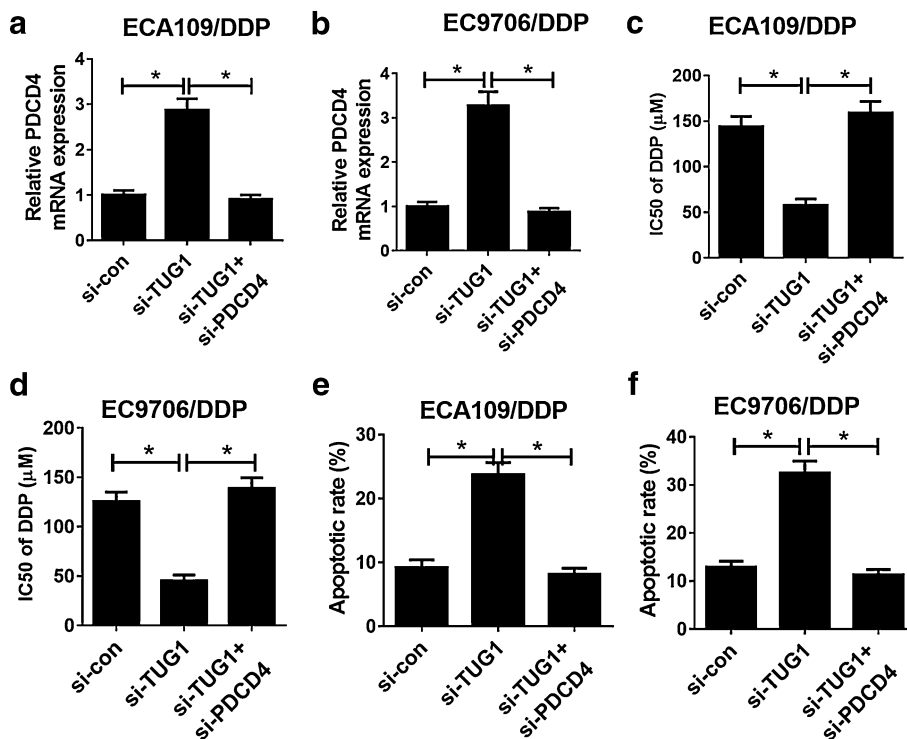 a
ECA109/DDP
Relative PDCD4
mRNA expression
4
3
2
1
0
*
*
si-con
si-TUG1
si-TUG1+
si-PDCD4
b
EC9706/DDP
Relative PDCD4
mRNA expression
4
3
2
1
0
*
*
si-con
si-TUG1
si-TUG1+
si-PDCD4
c
ECA109/DDP
IC50 of DDP (μM)
200
150
100
50
0
*
*
si-con
si-TUG1
si-TUG1+
si-PDCD4
d
EC9706/DDP
IC50 of DDP (μM)
200
150
100
50
0
*
*
si-con
si-TUG1
si-TUG1+
si-PDCD4
e
ECA109/DDP
Apoptotic rate (%)
30
20
10
0
*
*
si-con
si-TUG1
si-TUG1+
si-PDCD4
f
EC9706/DDP
Apoptotic rate (%)
40
30
20
10
0
*
*
si-con
si-TUG1
si-TUG1+
si-PDCD4